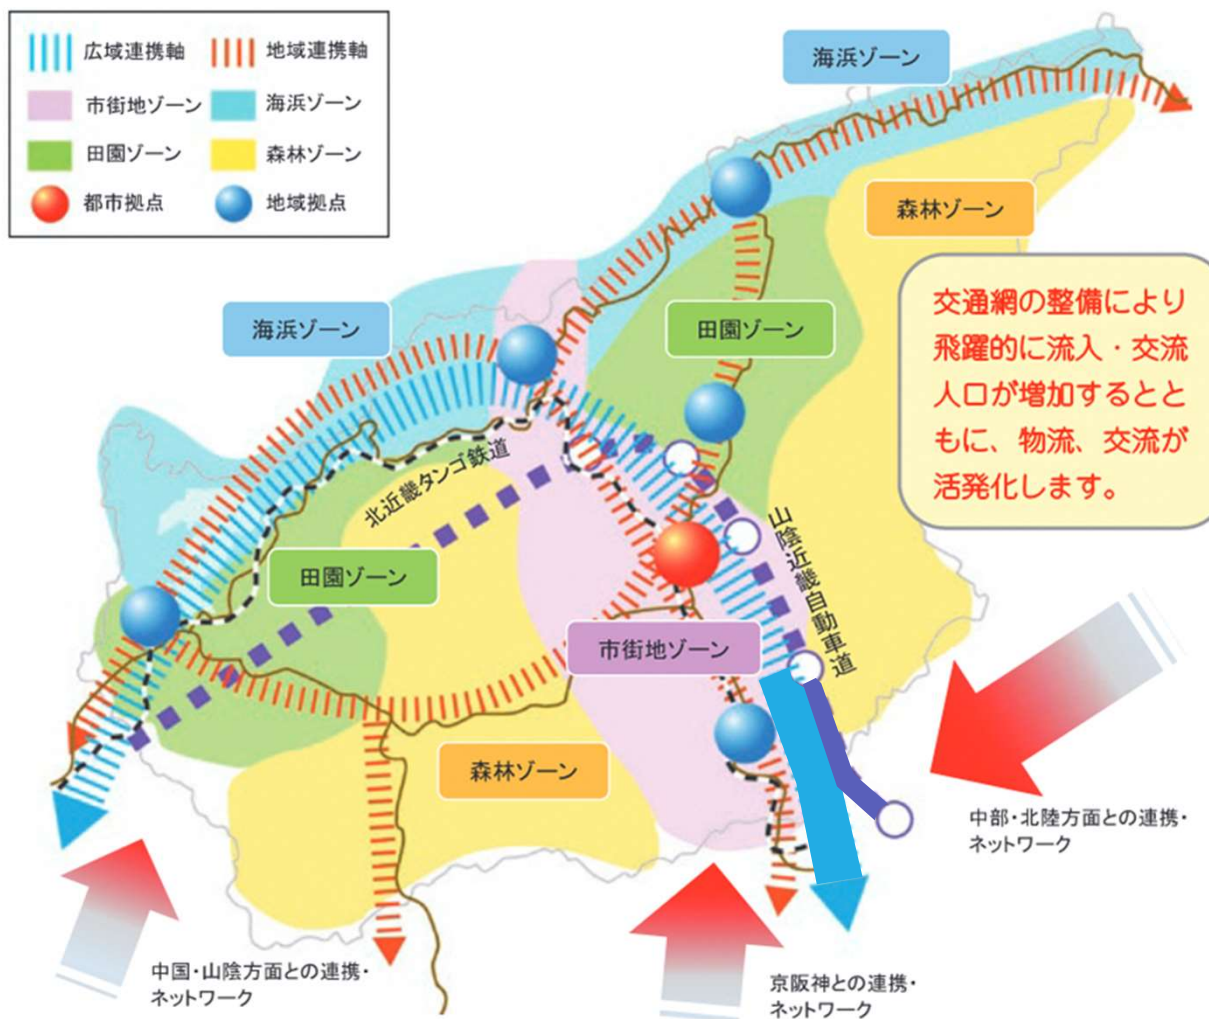 広域連携軸
地域連携軸
市街地ゾーン
海浜ゾーン
田園ゾーン
森林ゾーン
都市拠点
地域拠点
海浜ゾーン
森林ゾーン
交通網の整備により
飛躍的に流入・交流
人口が増加するとと
もに、物流、交流が
活発化します。
海浜ゾーン
田園ゾーン
北近畿タンゴ鉄道
山陰近畿自動車道
田園ゾーン
市街地ゾーン
森林ゾーン
中部・北陸方面との連携・
ネットワーク
中国・山陰方面との連携・
ネットワーク
京阪神との連携・
ネットワーク